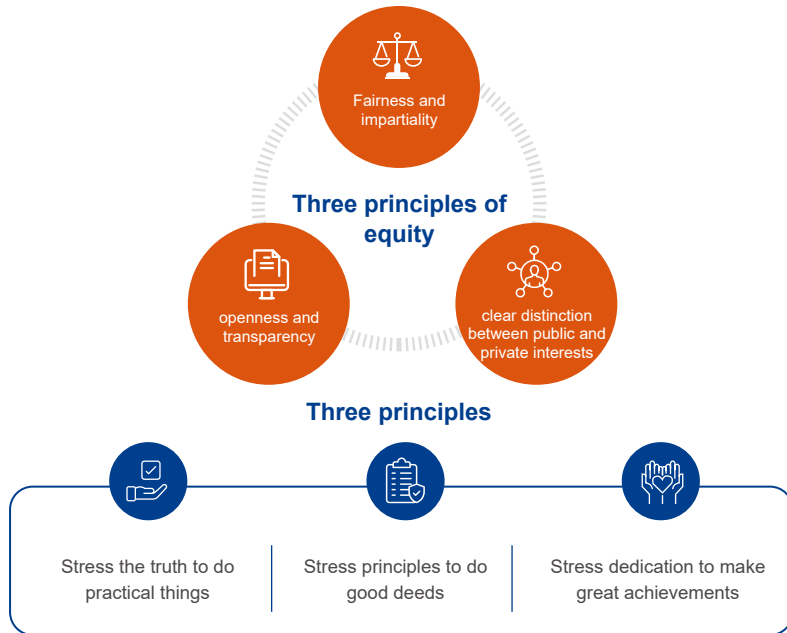 Fairness and
impartiality
Three principles of
equity
openness and
transparency
clear distinction
between public and
private interests
Three principles
Stress the truth to do
practical things
Stress principles to do
good deeds
Stress dedication to make
great achievements